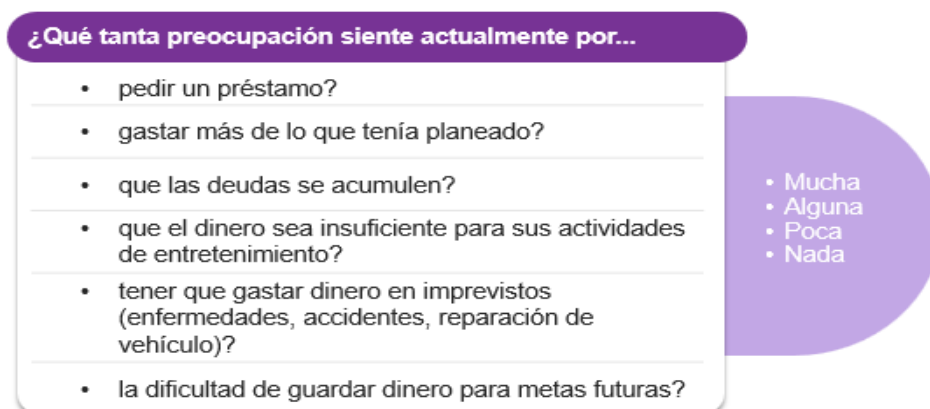 ¿Qué tanta preocupación siente actualmente por...
• pedir un préstamo?
• gastar más de lo que tenía planeado?
• que las deudas se acumulen?
• que el dinero sea insuficiente para sus actividades
de entretenimiento?
• tener que gastar dinero en imprevistos
(enfermedades, accidentes, reparación de
vehículo)?
• la dificultad de guardar dinero para metas futuras?
• Mucha
• Alguna
• Poca
• Nada